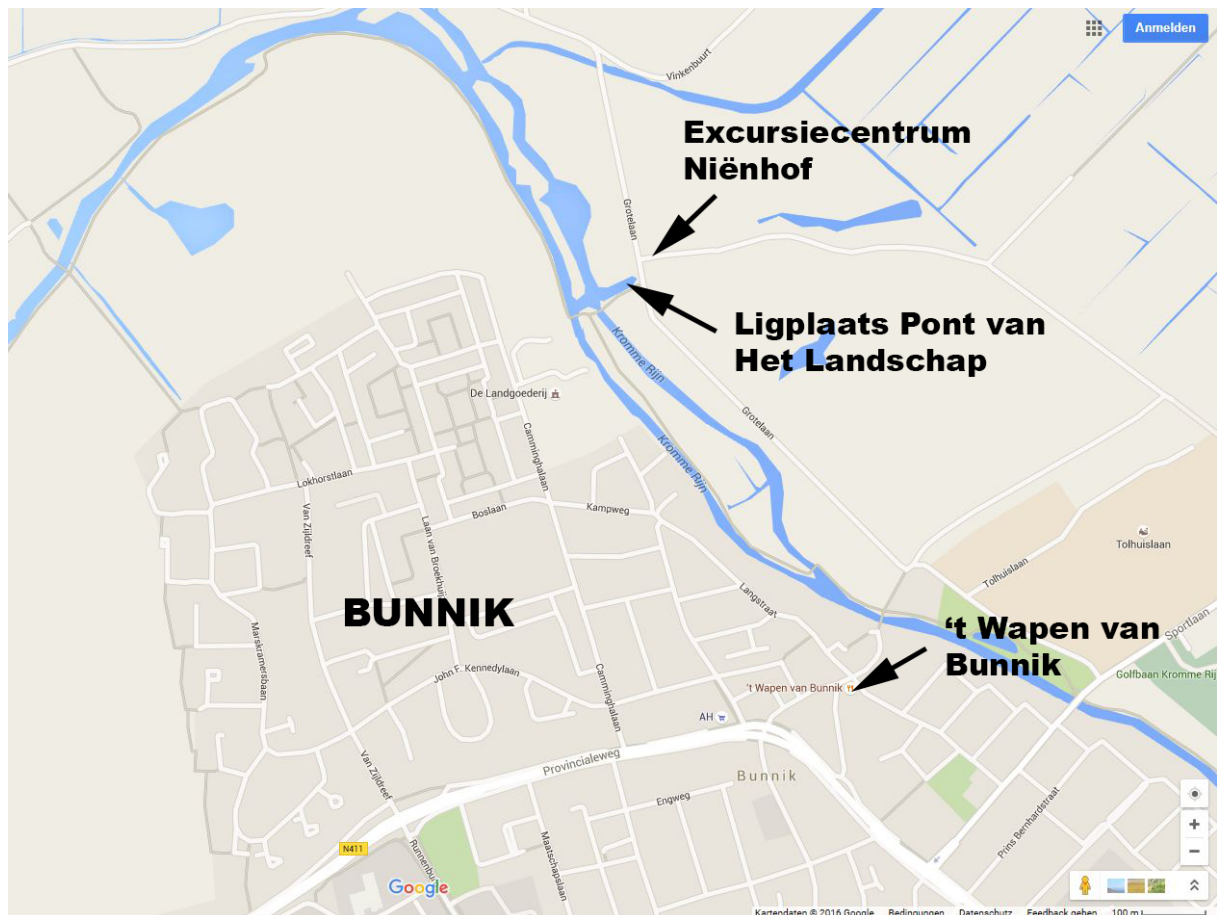 Anmelden
Vinkenbuurt
Excursiecentrum
Niënhof
Grotelaan
Ligplaats Pont van
Het Landschap
Kromme Rijn
De Landgoederij
Grotelaan
Camminghalaan
Kromme Rijn
Lokhorstlaan
Van Zijldreef
Boslaan
Kampweg
Laan van Broekhuij
Tolhuislaan
Tolhuislaan
Langstraat
BUNNIK
Marskramersbaan
‘t Wapen van
Bunnik
Sportlaan
John F. Kennedylaan
Camminghalaan
't Wapen van Bunnik
Golfbaan Kromme Rij
AH
Provincialeweg
Van Zijldreef
Bunnik
Engweg
Prins Bernhardstraat
N411
Runnenbu
Maatschapslaan
Google
Kartendaten © 2016 Google Bedingungen Datenschutz Feedback geben 100 m